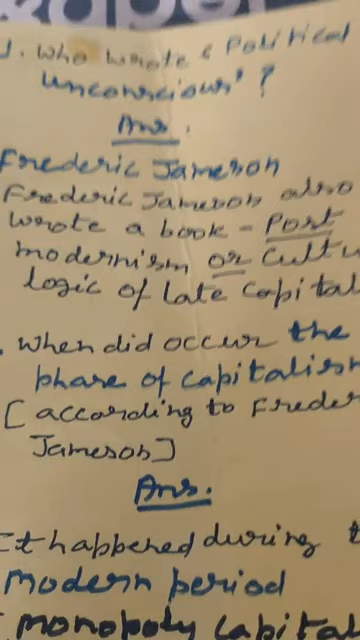 1. Who wrote 'Political
Unconscious'?
Ans.
Frederic Jameson
Frederic Jameson also
wrote a book - Post
modernism or Cultu
logic of late capital
. When did occur the
phase of capitalism
[according to Freder
Jameson]
Ans.
It happened during t
Modern period
monopoly capital